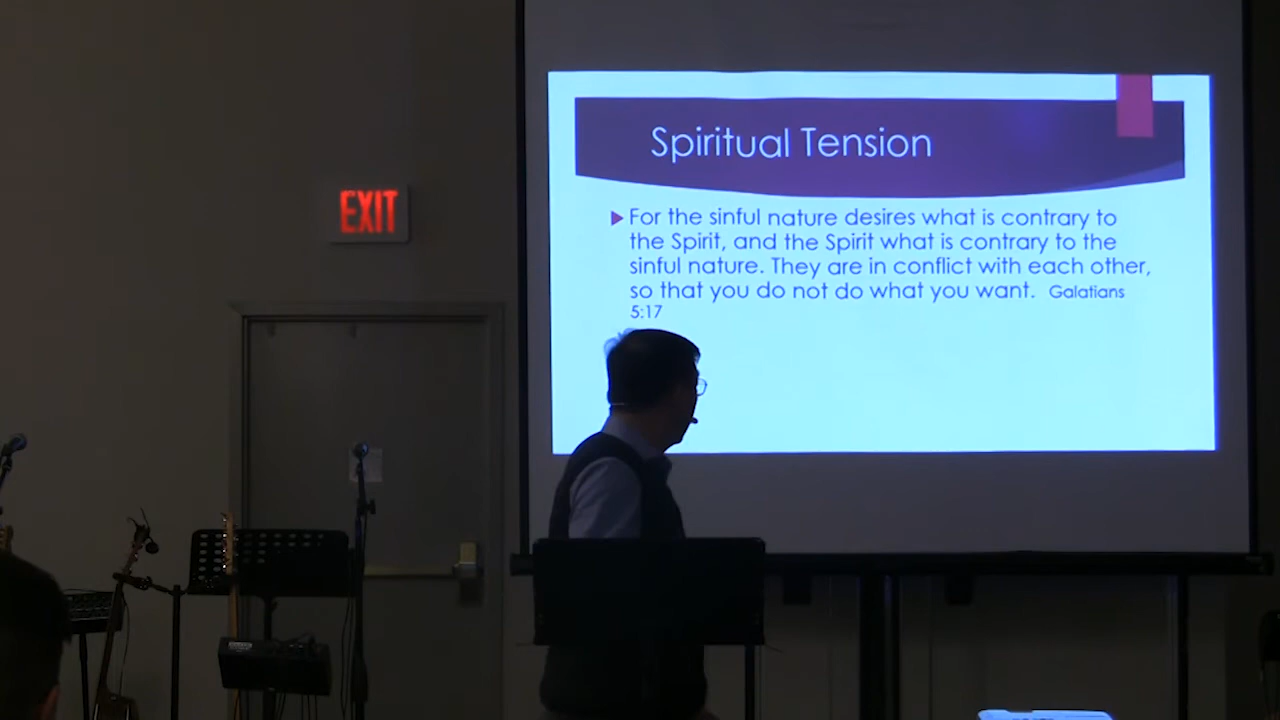 Spiritual Tension
For the sinful nature desires what is contrary to
the Spirit, and the Spirit what is contrary to the
sinful nature. They are in conflict with each other,
so that you do not do what you want. Galatians
5:17
EXIT